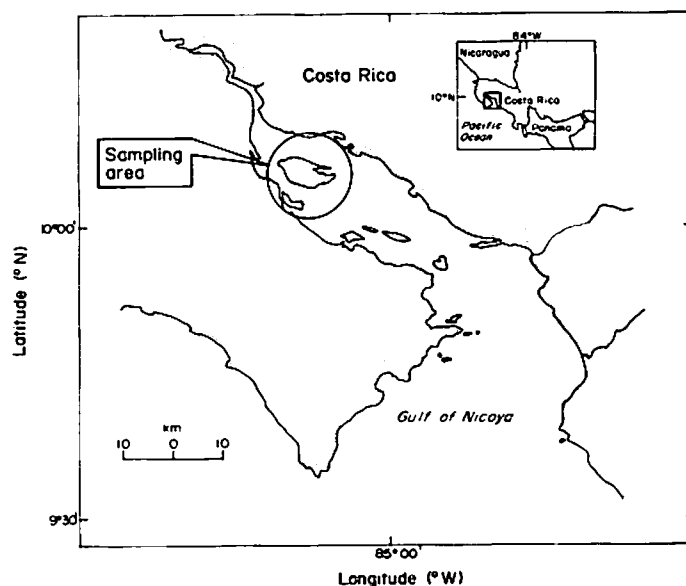 84°W
Nicaragua
Costa Rica
10°N
Costa Rica
Pacific
Ocean
Panama
Sampling
area
10°00'
Latitude (°N)
Gulf of Nicoya
km
10 0 10
9°30'
85°00'
Longitude (°W)